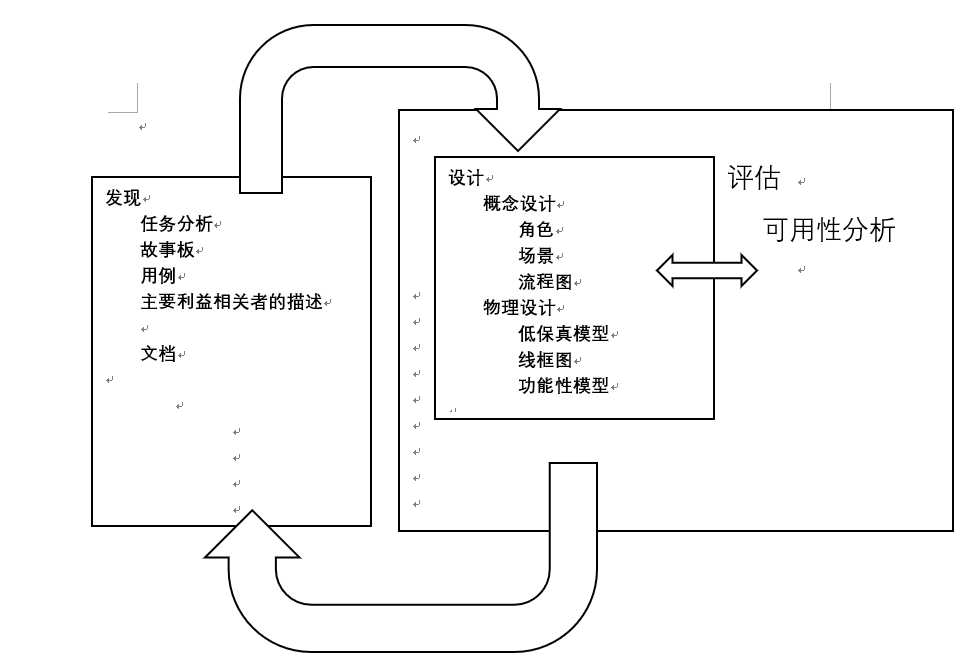 发现
任务分析
故事板
用例
主要利益相关者的描述
文档
设计
概念设计
角色
场景
流程图
物理设计
低保真模型
线框图
功能性模型
评估
可用性分析